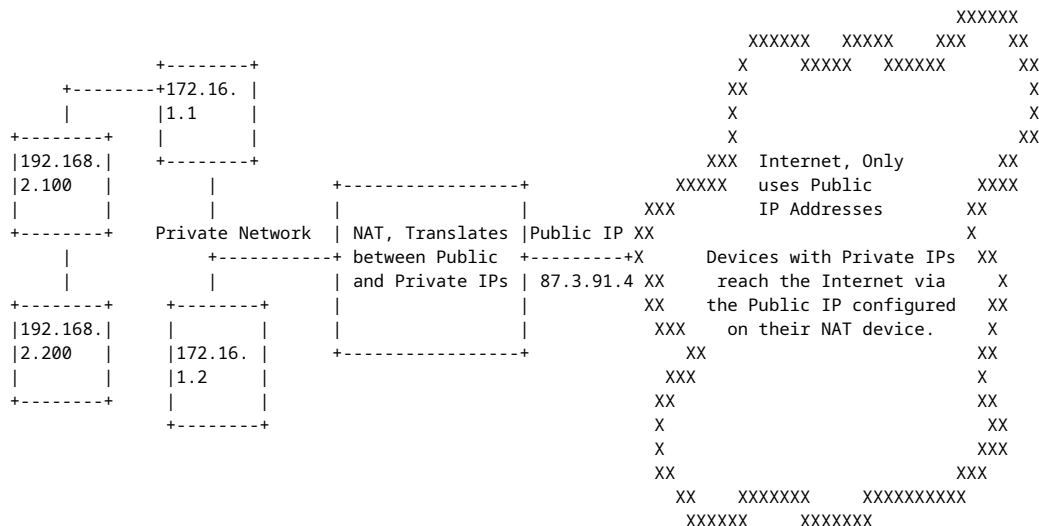 172.16.
1.1
192.168.
2.100
Private Network
192.168.
2.200
172.16.
1.2
NAT, Translates
between Public
and Private IPs
Public IP
87.3.91.4
Internet, Only
uses Public
IP Addresses
Devices with Private IPs
reach the Internet via
the Public IP configured
on their NAT device.